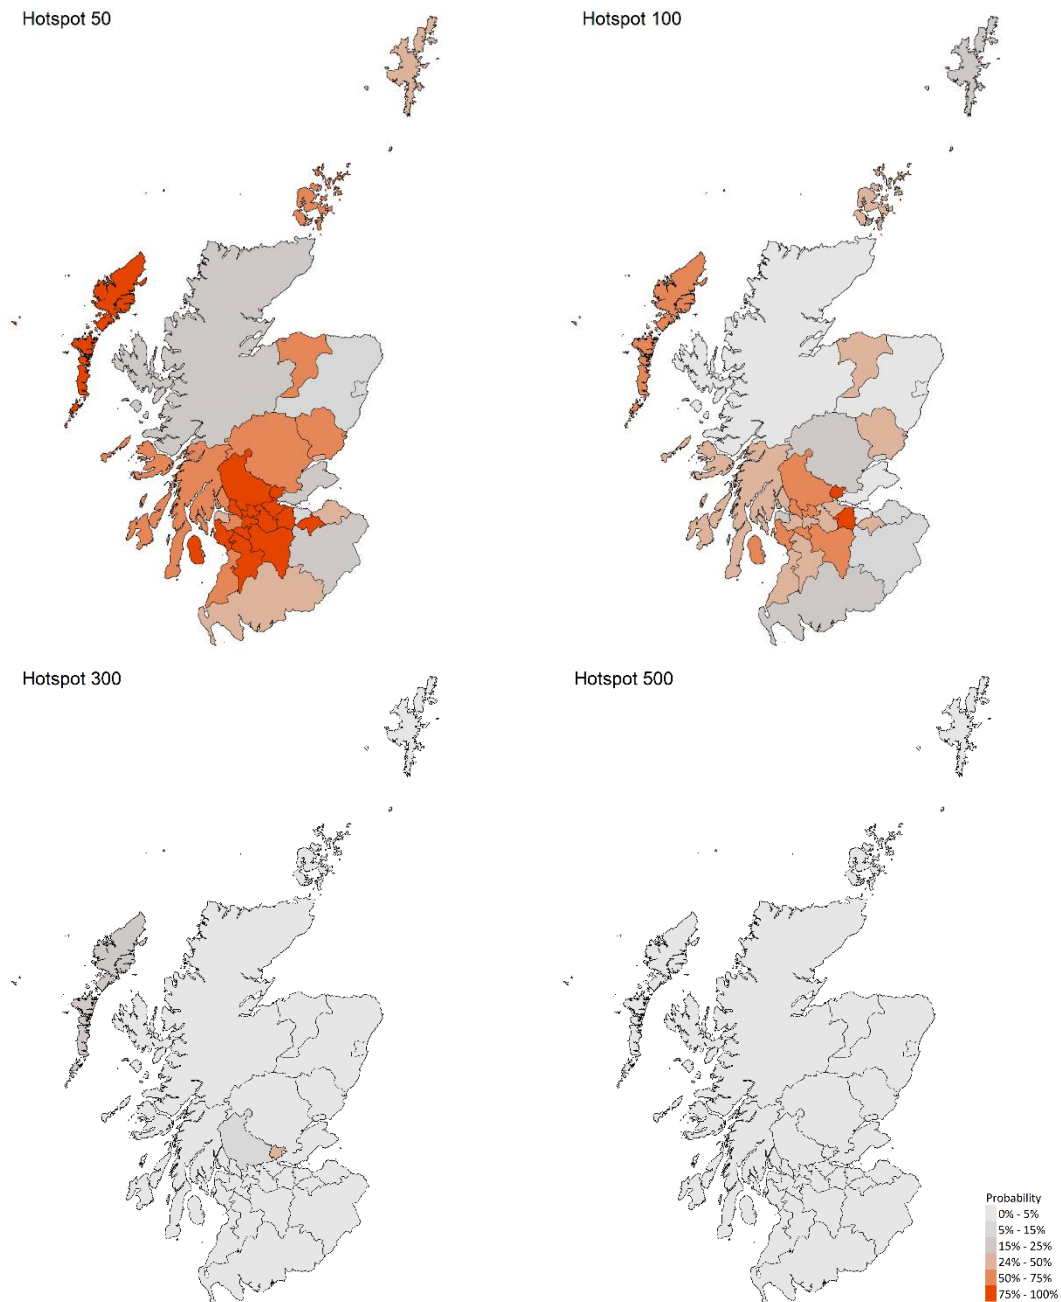 Hotspot 50
Hotspot 100
Hotspot 300
Hotspot 500
Probability
0% - 5%
5% - 15%
15% - 25%
24% - 50%
50% - 75%
75% - 100%